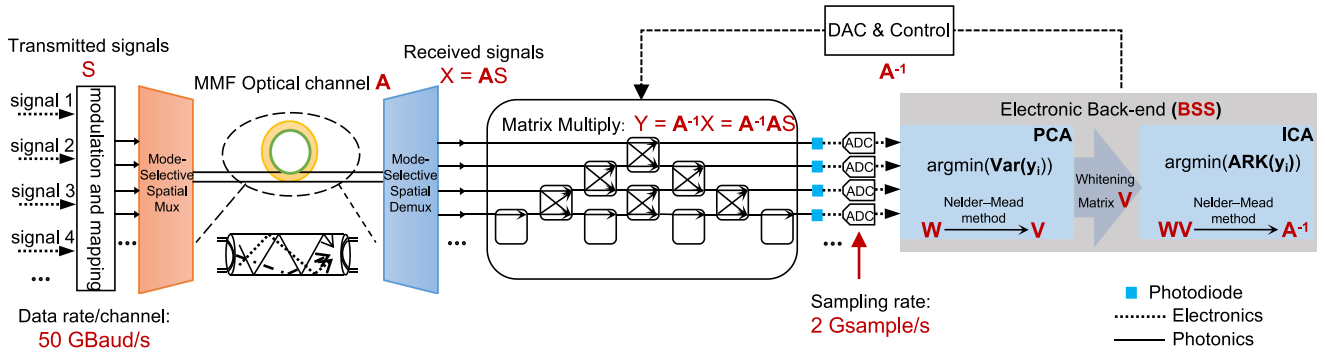 Transmitted signals
S
signal 1
signal 2
signal 3
signal 4
...
modulation and mapping
...
Data rate/channel:
50 GBaud/s
Mode-
Selective
Spatial
Mux
MMF Optical channel A
Received signals
X = AS
Mode-
Selective
Spatial
Demux
...
Matrix Multiply: Y = A⁻¹X = A⁻¹AS
DAC & Control
A⁻¹
ADC
ADC
ADC
ADC
...
Sampling rate:
2 Gsample/s
Electronic Back-end (BSS)
PCA
argmin(Var(yᵢ))
Nelder–Mead
method
W
V
Whitening
Matrix V
ICA
argmin(ARK(yᵢ))
Nelder–Mead
method
WV
A⁻¹
Photodiode
Electronics
Photonics